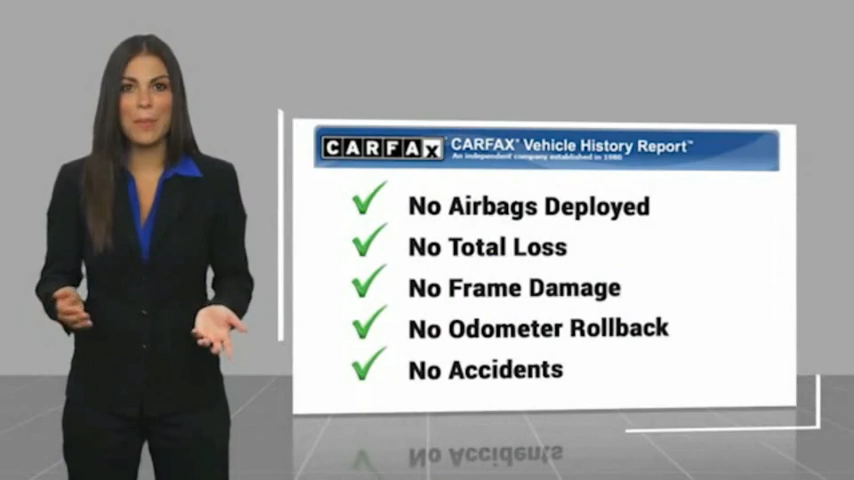 CARFAX CARFAX® Vehicle History Report™
An independent company established in 1986
No Airbags Deployed
No Total Loss
No Frame Damage
No Odometer Rollback
No Accidents
No Accidents